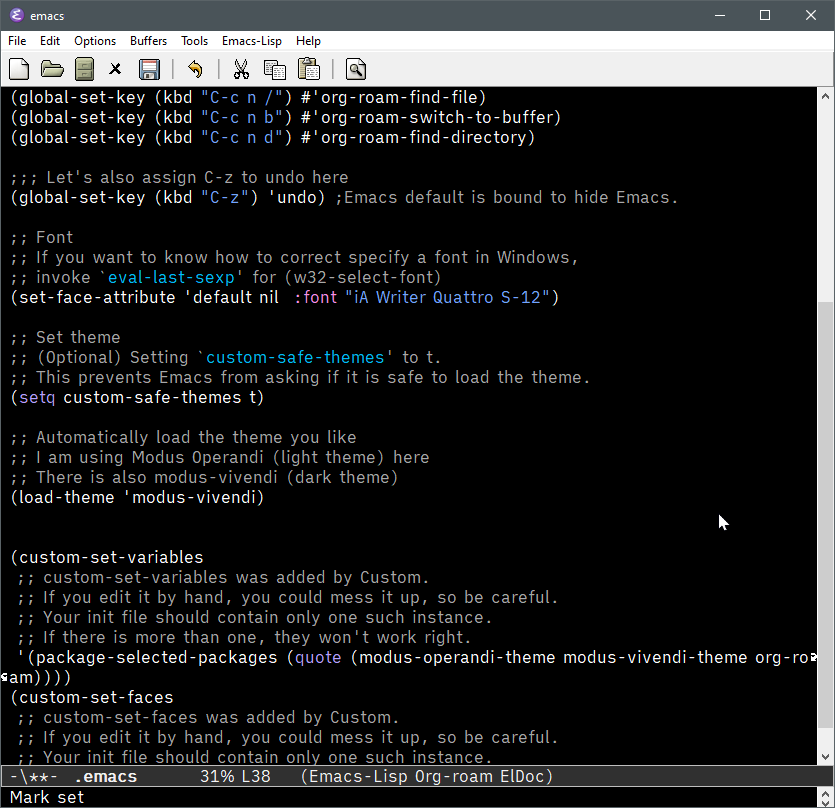 emacs
File Edit Options Buffers Tools Emacs-Lisp Help
(global-set-key (kbd "C-c n /") #'org-roam-find-file)
(global-set-key (kbd "C-c n b") #'org-roam-switch-to-buffer)
(global-set-key (kbd "C-c n d") #'org-roam-find-directory)
;;; Let's also assign C-z to undo here
(global-set-key (kbd "C-z") 'undo) ;Emacs default is bound to hide Emacs.
;; Font
;; If you want to know how to correct specify a font in Windows,
;; invoke `eval-last-sexp' for (w32-select-font)
(set-face-attribute 'default nil :font "iA Writer Quattro S-12")
;; Set theme
;; (Optional) Setting `custom-safe-themes' to t.
;; This prevents Emacs from asking if it is safe to load the theme.
(setq custom-safe-themes t)
;; Automatically load the theme you like
;; I am using Modus Operandi (light theme) here
;; There is also modus-vivendi (dark theme)
(load-theme 'modus-vivendi)
(custom-set-variables
;; custom-set-variables was added by Custom.
;; If you edit it by hand, you could mess it up, so be careful.
;; Your init file should contain only one such instance.
;; If there is more than one, they won't work right.
'(package-selected-packages (quote (modus-operandi-theme modus-vivendi-theme org-ro
am))))
(custom-set-faces
;; custom-set-faces was added by Custom.
;; If you edit it by hand, you could mess it up, so be careful.
;; Your init file should contain only one such instance.
-\**- .emacs 31% L38 (Emacs-Lisp Org-roam ElDoc)
Mark set